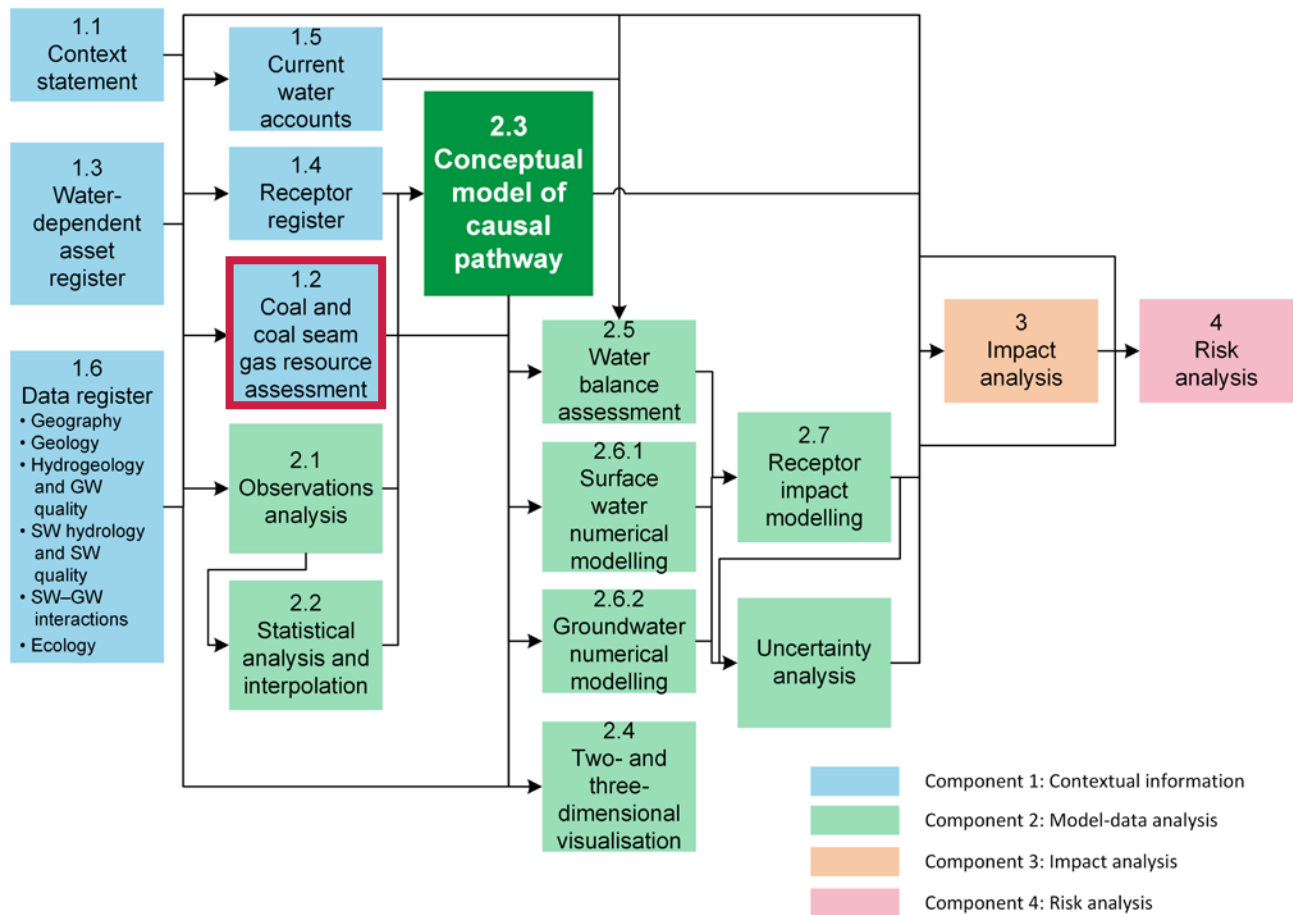 1.1
Context
statement
1.3
Water-
dependent
asset
register
1.6
Data register
• Geography
• Geology
• Hydrogeology
and GW
quality
• SW hydrology
and SW
quality
• SW–GW
interactions
• Ecology
1.5
Current
water
accounts
1.4
Receptor
register
1.2
Coal and
coal seam
gas resource
assessment
2.1
Observations
analysis
2.2
Statistical
analysis and
interpolation
2.3
Conceptual
model of
causal
pathway
2.5
Water
balance
assessment
2.6.1
Surface
water
numerical
modelling
2.6.2
Groundwater
numerical
modelling
2.4
Two- and
three-
dimensional
visualisation
2.7
Receptor
impact
modelling
Uncertainty
analysis
3
Impact
analysis
4
Risk
analysis
Component 1: Contextual information
Component 2: Model-data analysis
Component 3: Impact analysis
Component 4: Risk analysis